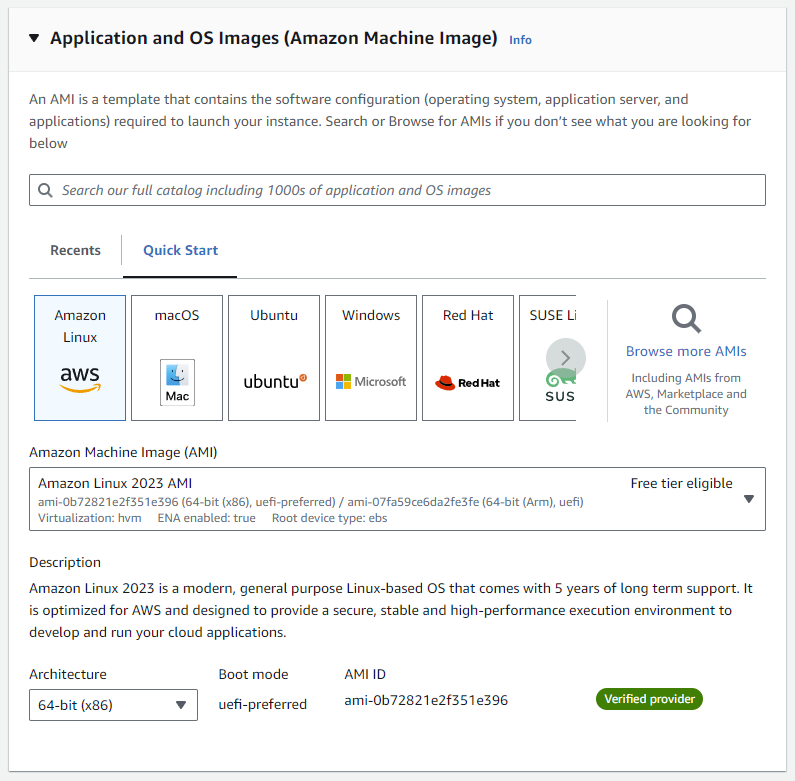 Application and OS Images (Amazon Machine Image) Info
An AMI is a template that contains the software configuration (operating system, application server, and
applications) required to launch your instance. Search or Browse for AMIs if you don’t see what you are looking for
below
Search our full catalog including 1000s of application and OS images
Recents
Quick Start
Amazon
Linux
aws
macOS
Mac
Ubuntu
ubuntu
Windows
Microsoft
Red Hat
Red Hat
SUSE Li
SUS
Browse more AMIs
Including AMIs from
AWS, Marketplace and
the Community
Amazon Machine Image (AMI)
Amazon Linux 2023 AMI
Free tier eligible
ami-0b72821e2f351e396 (64-bit (x86), uefi-preferred) / ami-07fa59ce6da2fe3fe (64-bit (Arm), uefi)
Virtualization: hvm ENA enabled: true Root device type: ebs
Description
Amazon Linux 2023 is a modern, general purpose Linux-based OS that comes with 5 years of long term support. It
is optimized for AWS and designed to provide a secure, stable and high-performance execution environment to
develop and run your cloud applications.
Architecture
64-bit (x86)
Boot mode
uefi-preferred
AMI ID
ami-0b72821e2f351e396
Verified provider